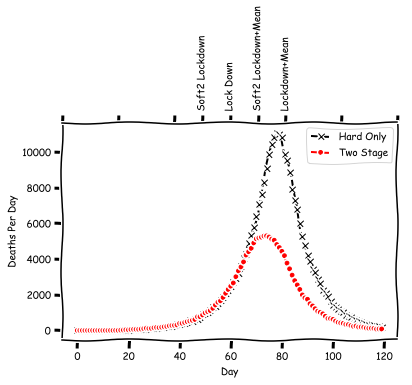 Soft2 Lockdown
Lock Down
Soft2 Lockdown+Mean
Lockdown+Mean
Hard Only
Two Stage
10000
8000
6000
4000
2000
0
Deaths Per Day
0 20 40 60 80 100 120
Day